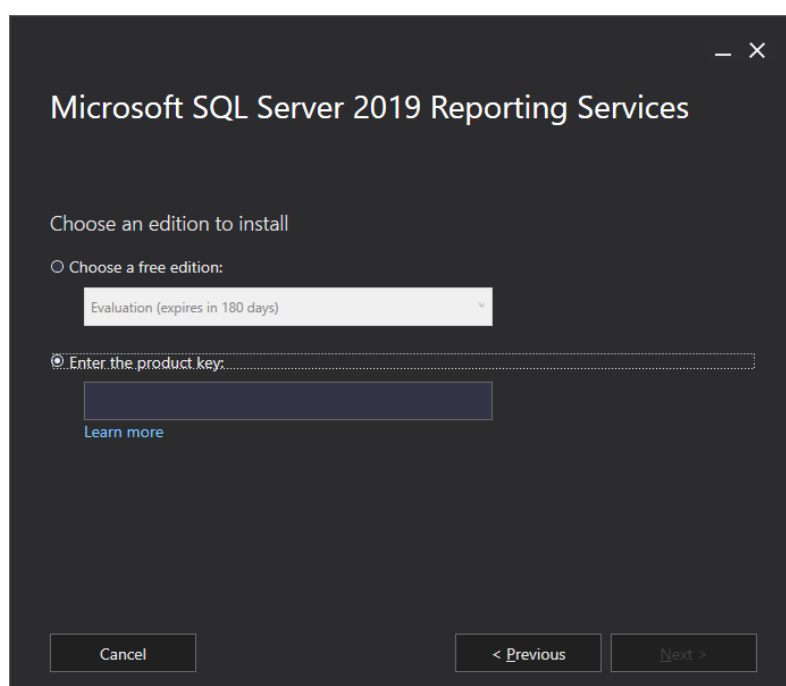 Microsoft SQL Server 2019 Reporting Services
Choose an edition to install
Choose a free edition:
Evaluation (expires in 180 days)
Enter the product key:
Learn more
Cancel
< Previous
Next >